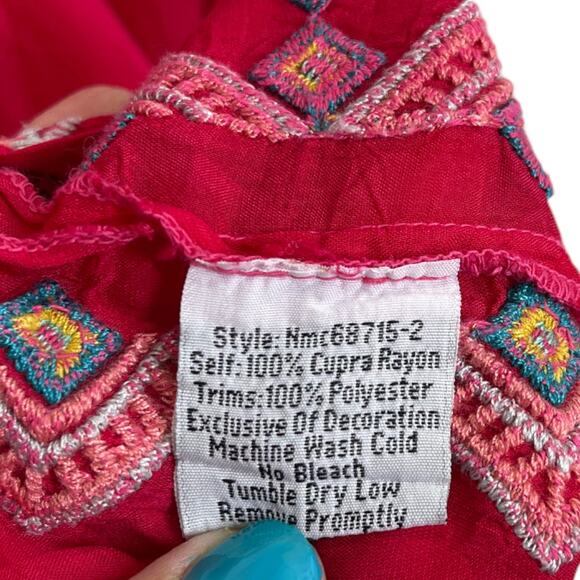 Style: Nmc68715-2
Self: 100% Cupra Rayon
Trims: 100% Polyester
Exclusive Of Decoration
Machine Wash Cold
No Bleach
Tumble Dry Low
Remove Promptly